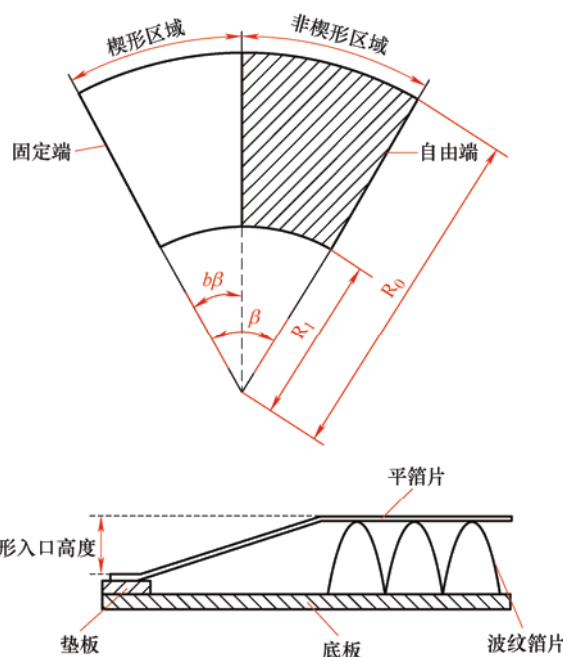 楔形区域
非楔形区域
固定端
自由端
bβ
β
R₁
R₀
平箔片
形入口高度
垫板
底板
波纹箔片